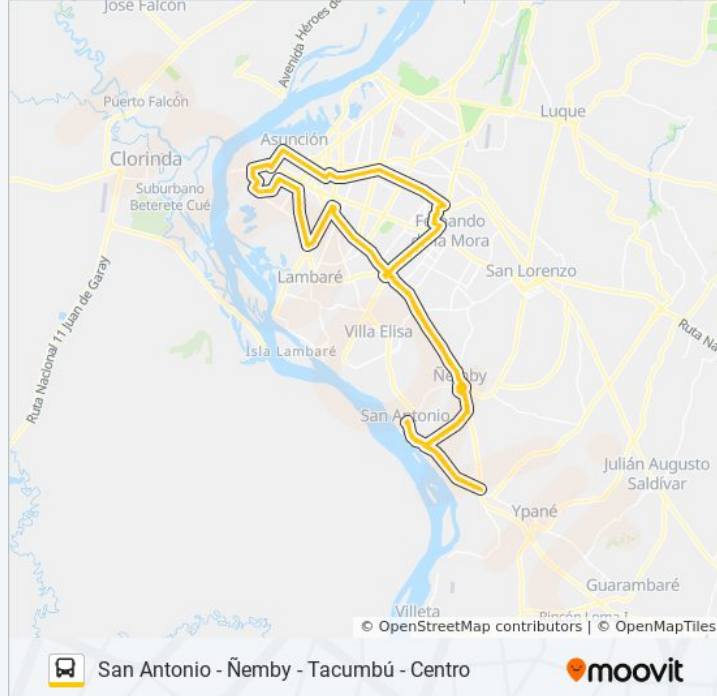 José Falcón
Avenida Héroes de
Puerto Falcón
Luque
Asunción
Clorinda
Suburbano
Beterete Cué
Fernando
de la Mora
San Lorenzo
Lambaré
Ruta Nacional 11 Juan de Garay
Villa Elisa
Ruta Na
Isla Lambaré
Ñemby
San Antonio
Julián Augusto
Saldívar
Ypané
Guarambaré
Villeta
© OpenStreetMap contributors | © OpenMapTiles
San Antonio - Ñemby - Tacumbú - Centro
moovit